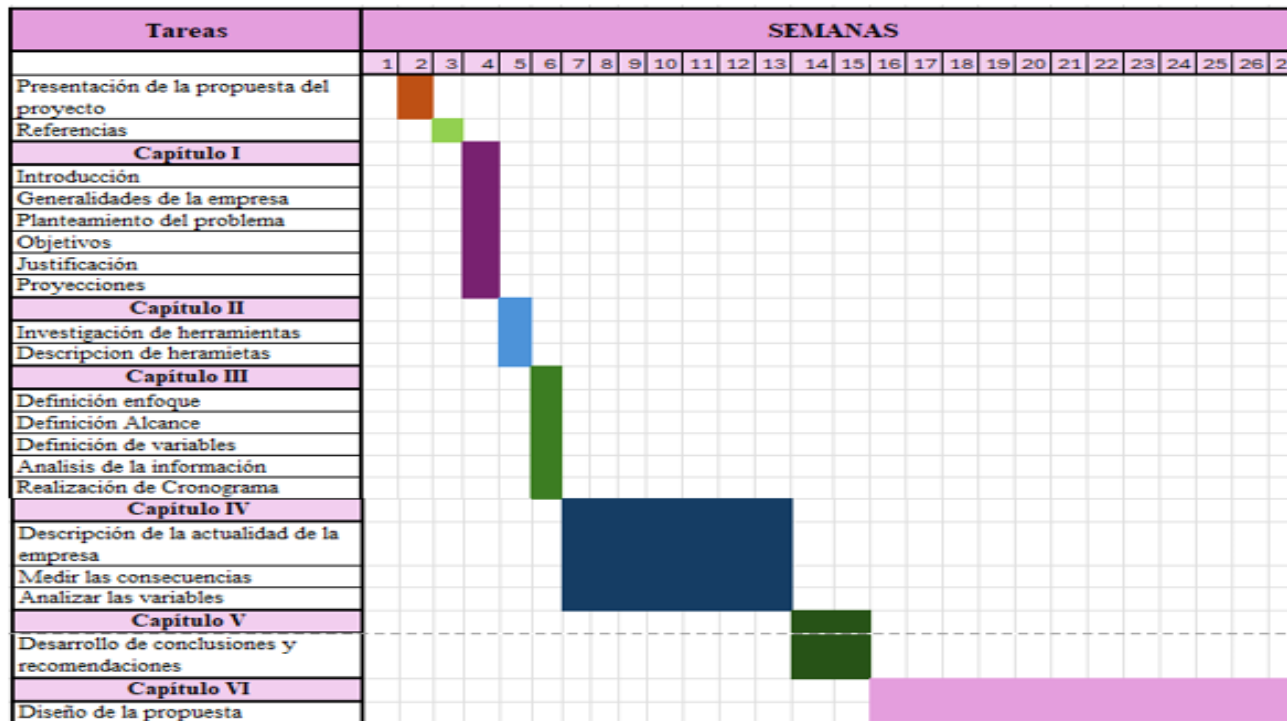 Tareas SEMANAS
1 2 3 4 5 6 7 8 9 10 11 12 13 14 15 16 17 18 19 20 21 22 23 24 25 26
Presentación de la propuesta del
proyecto
Referencias
Capítulo I
Introducción
Generalidades de la empresa
Planteamiento del problema
Objetivos
Justificación
Proyecciones
Capítulo II
Investigación de herramientas
Descripcion de heramietas
Capítulo III
Definición enfoque
Definición Alcance
Definición de variables
Analisis de la información
Realización de Cronograma
Capítulo IV
Descripción de la actualidad de la
empresa
Medir las consecuencias
Analizar las variables
Capítulo V
Desarrollo de conclusiones y
recomendaciones
Capítulo VI
Diseño de la propuesta